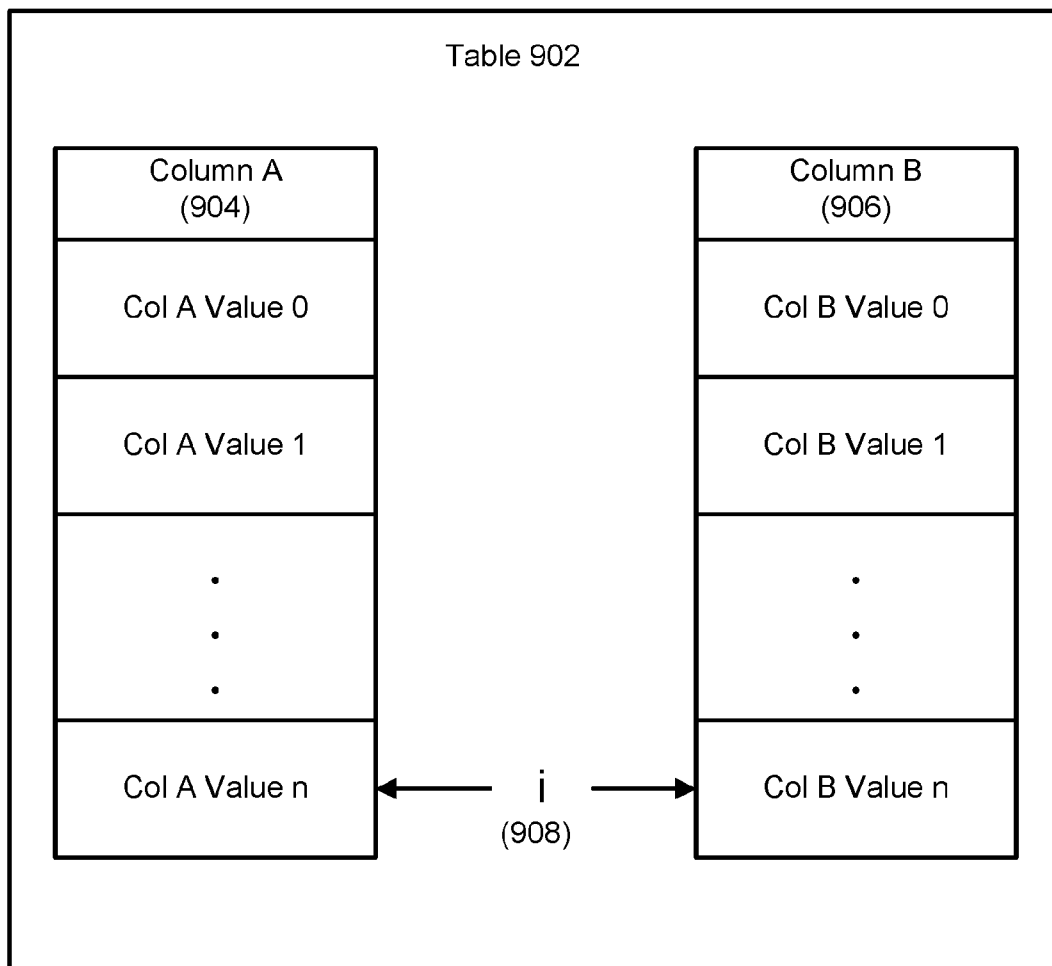 Table 902
Column A
(904)
Col A Value 0
Col A Value 1
.
.
.
Col A Value n
Column B
(906)
Col B Value 0
Col B Value 1
.
.
.
Col B Value n
i
(908)